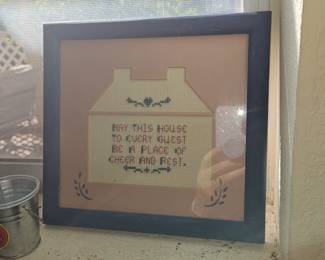 May this House
to Every Guest
Be a Place of
Cheer and Rest.